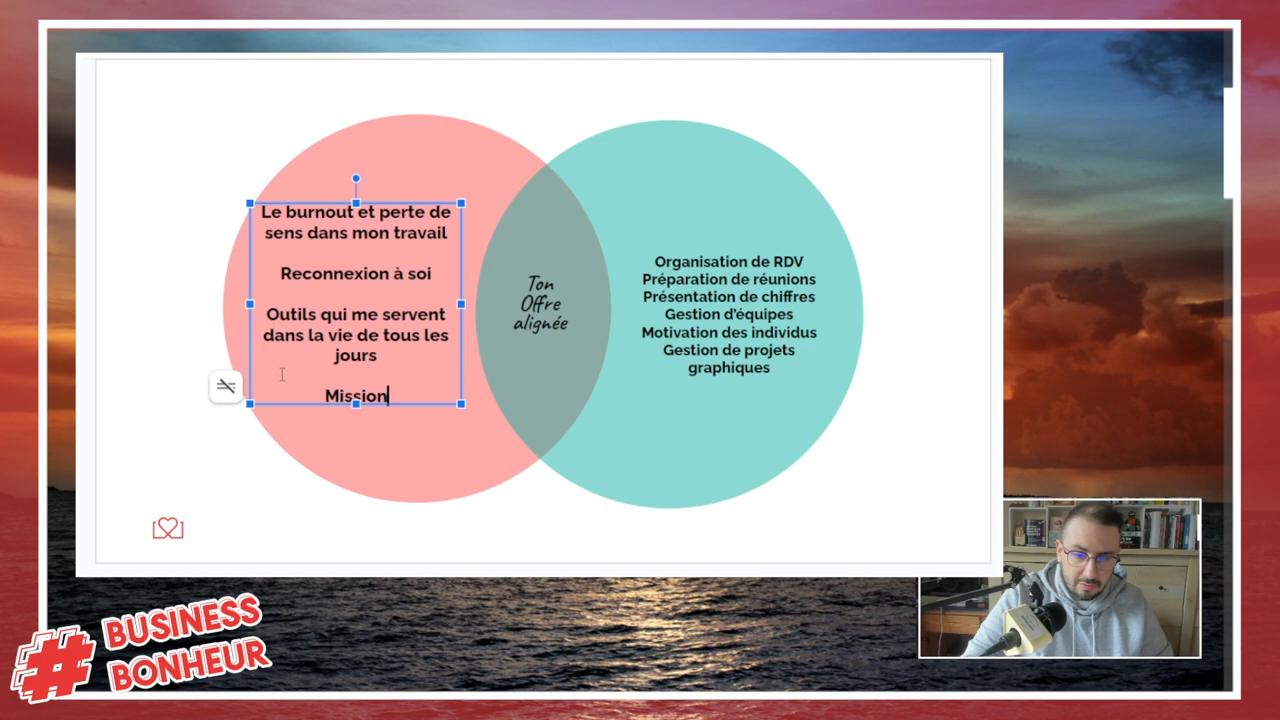 Le burnout et perte de
sens dans mon travail
Reconnexion à soi
Outils qui me servent
dans la vie de tous les
jours
Mission
Ton
Offre
alignée
Organisation de RDV
Préparation de réunions
Présentation de chiffres
Gestion d'équipes
Motivation des individus
Gestion de projets
graphiques
# BUSINESS
BONHEUR